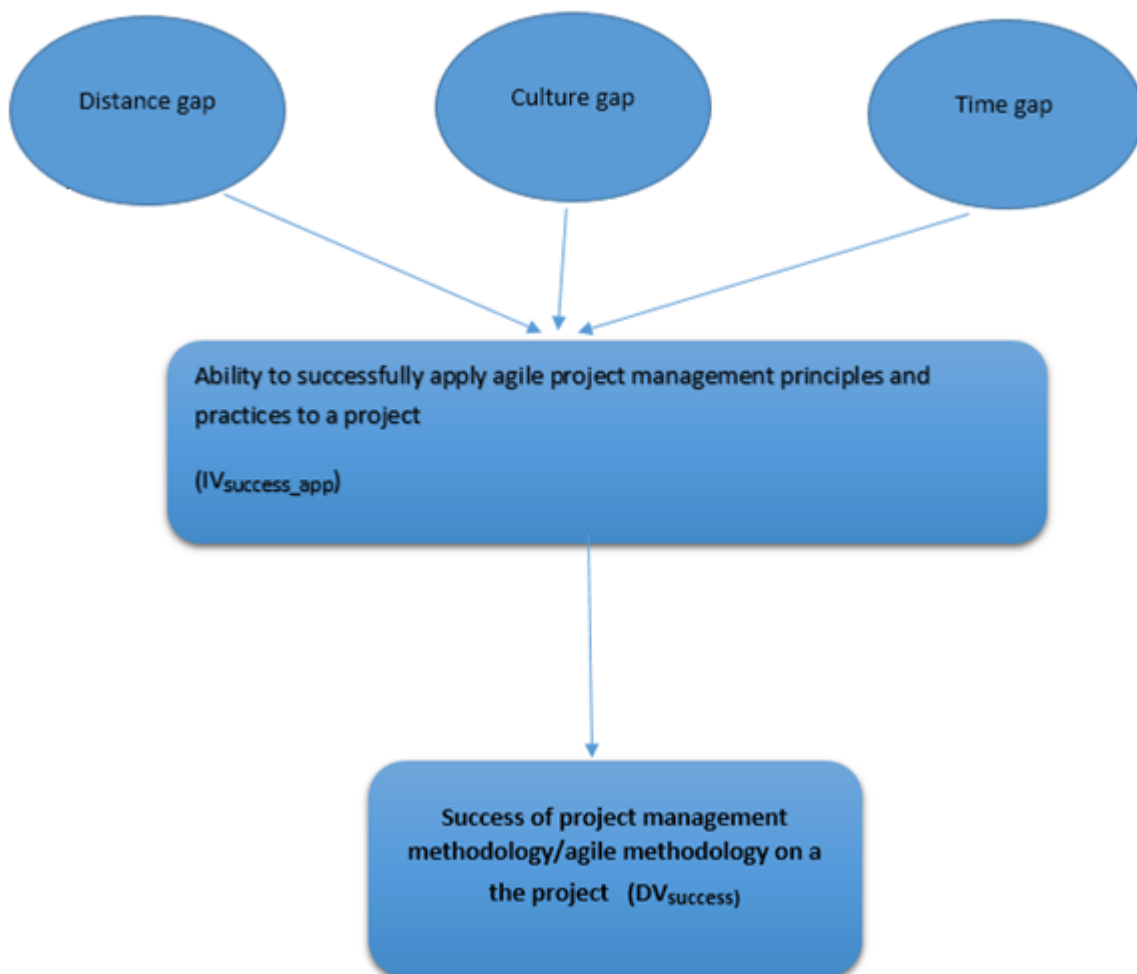 Distance gap
Culture gap
Time gap
Ability to successfully apply agile project management principles and
practices to a project
(IVsuccess_app)
Success of project management
methodology/agile methodology on a
the project (DVsuccess)